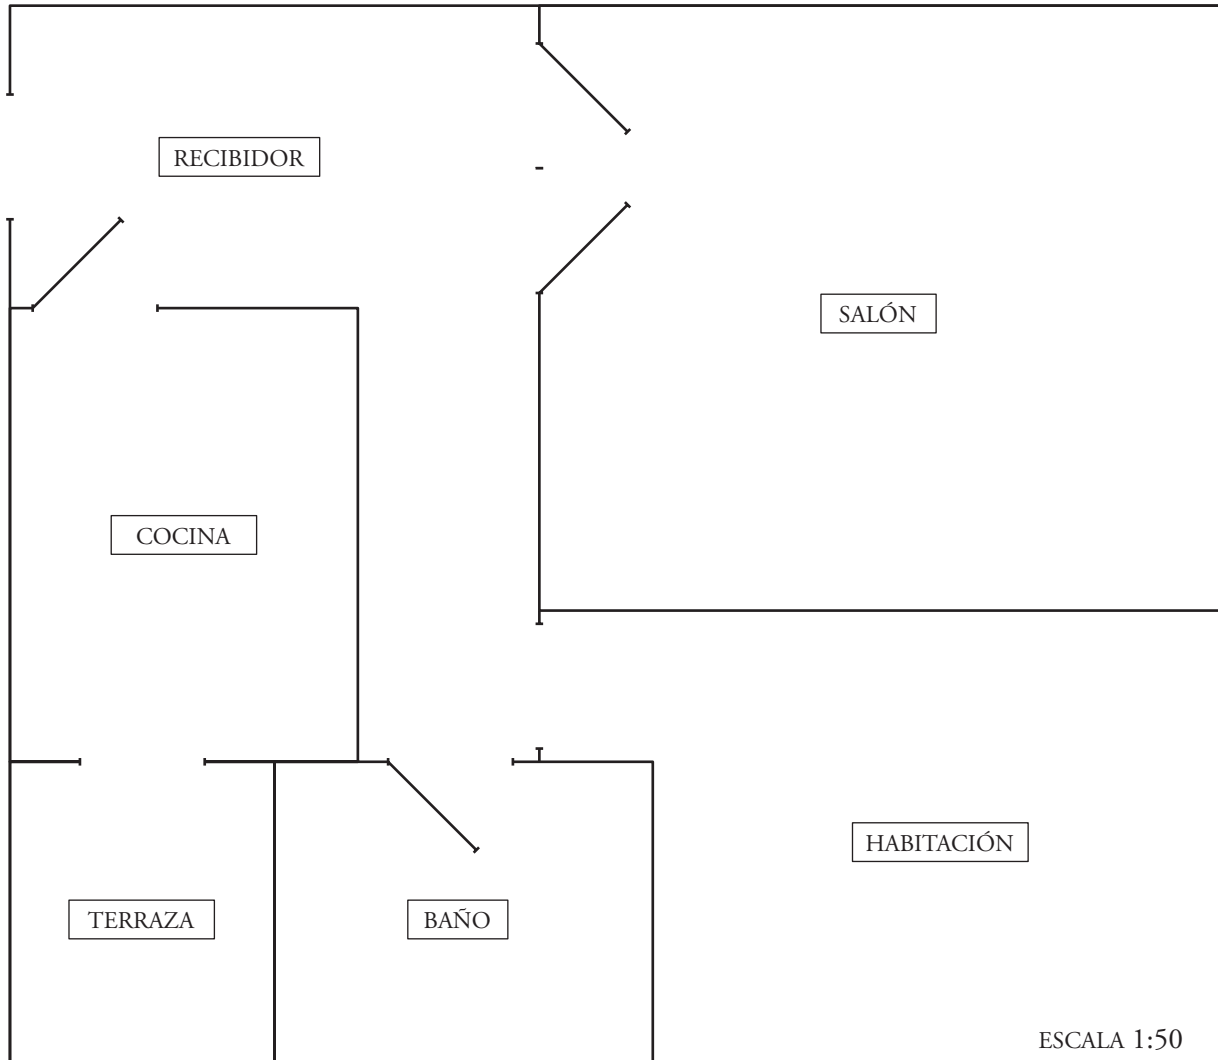 RECIBIDOR
SALÓN
COCINA
HABITACIÓN
TERRAZA
BAÑO
ESCALA 1:50